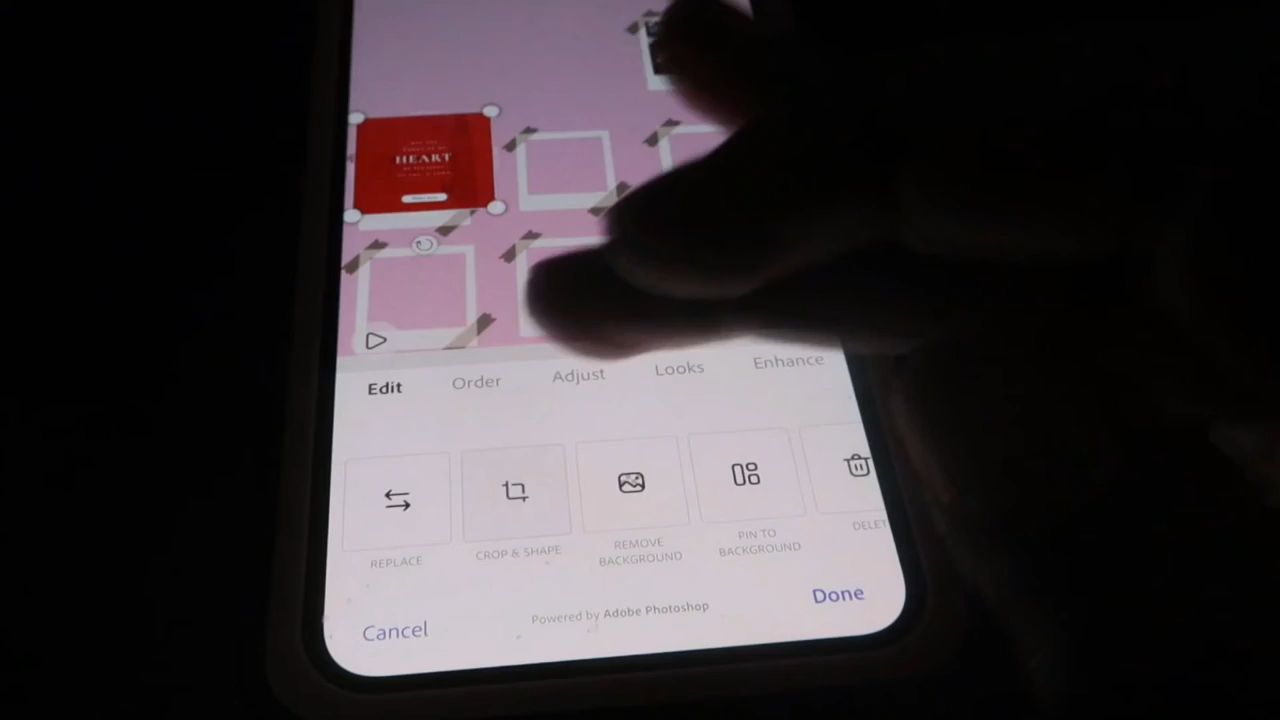 HEART
Edit
Order
Adjust
Looks
Enhance
REPLACE
CROP & SHAPE
REMOVE
BACKGROUND
PIN TO
BACKGROUND
DELET
Cancel
Powered by Adobe Photoshop
Done